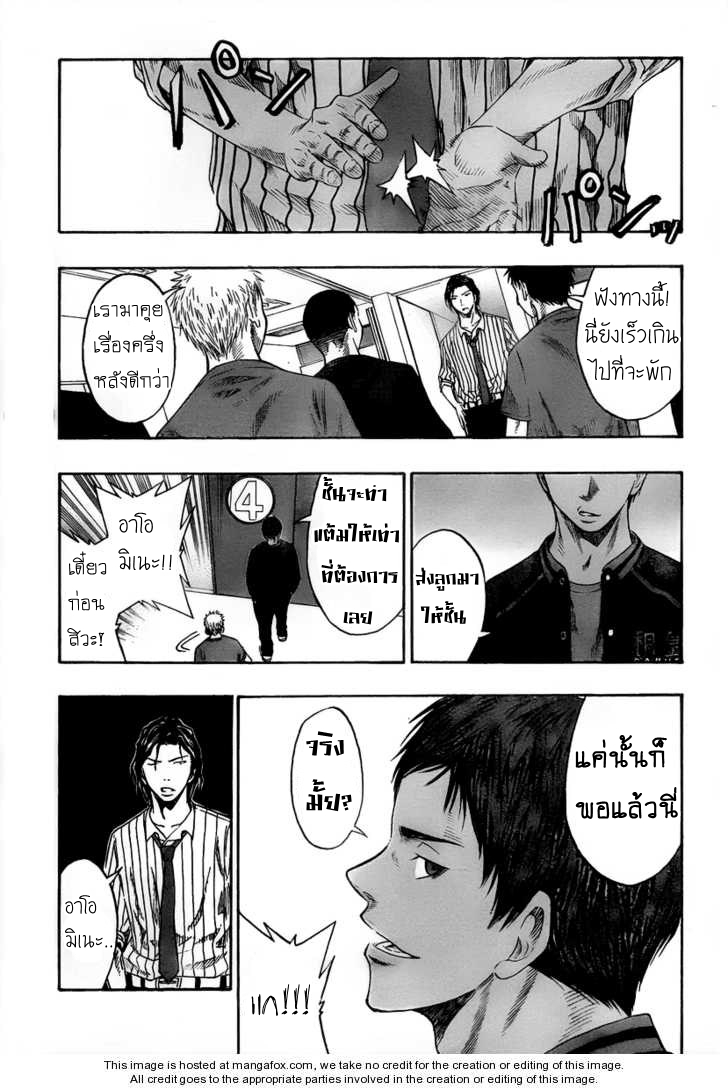 パン
パン
ฟังทางนี้!
นี่ยังเร็วเกิน
ไปที่จะพัก
เรามาคุย
เรื่องครึ่ง
หลังดีกว่า
ส่งลูกมา
ให้ชั้น
ชั้นจะทำ
แต้มให้เท่า
ที่ต้องการ
เลย
4
อาโอ
มิเนะ!!
เดี๋ยว
ก่อน
สิวะ!
แค่นั้นก็
พอแล้วนี่
จริง
มั้ย?
แก!!!
อาโอ
มิเนะ..
This image is hosted at mangafox.com, we take no credit for the creation or editing of this image.
All credit goes to the appropriate parties involved in the creation or editing of this image.